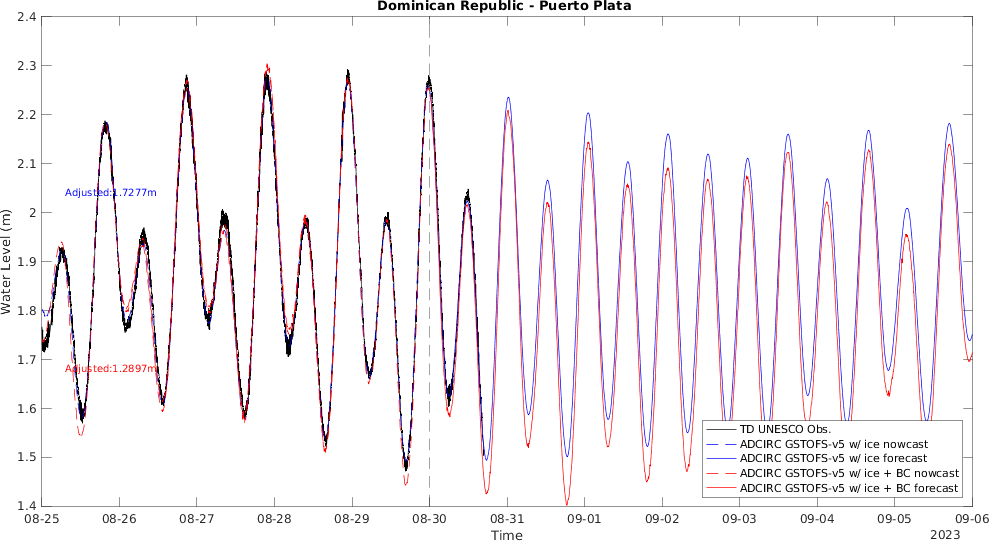 Dominican Republic - Puerto Plata
Water Level (m)
2.4
2.3
2.2
2.1
2
1.9
1.8
1.7
1.6
1.5
1.4
Adjusted:1.7277m
Adjusted:1.2897m
TD UNESCO Obs.
ADCIRC GSTOFS-v5 w/ ice nowcast
ADCIRC GSTOFS-v5 w/ ice forecast
ADCIRC GSTOFS-v5 w/ ice + BC nowcast
ADCIRC GSTOFS-v5 w/ ice + BC forecast
08-25 08-26 08-27 08-28 08-29 08-30 08-31 09-01 09-02 09-03 09-04 09-05 09-06
Time
2023